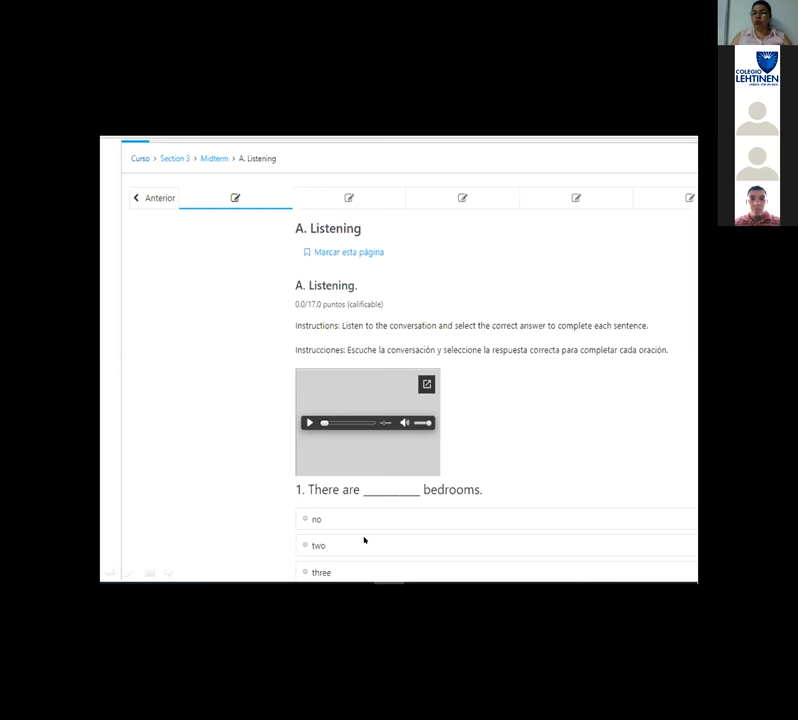 COLEGIO
LEHTINEN
Curso > Section 3 > Midterm > A. Listening
Anterior
A. Listening
Marcar esta página
A. Listening.
0.0/17.0 puntos (calificable)
Instructions: Listen to the conversation and select the correct answer to complete each sentence.
Instrucciones: Escuche la conversación y seleccione la respuesta correcta para completar cada oración.
1. There are _________ bedrooms.
no
two
three